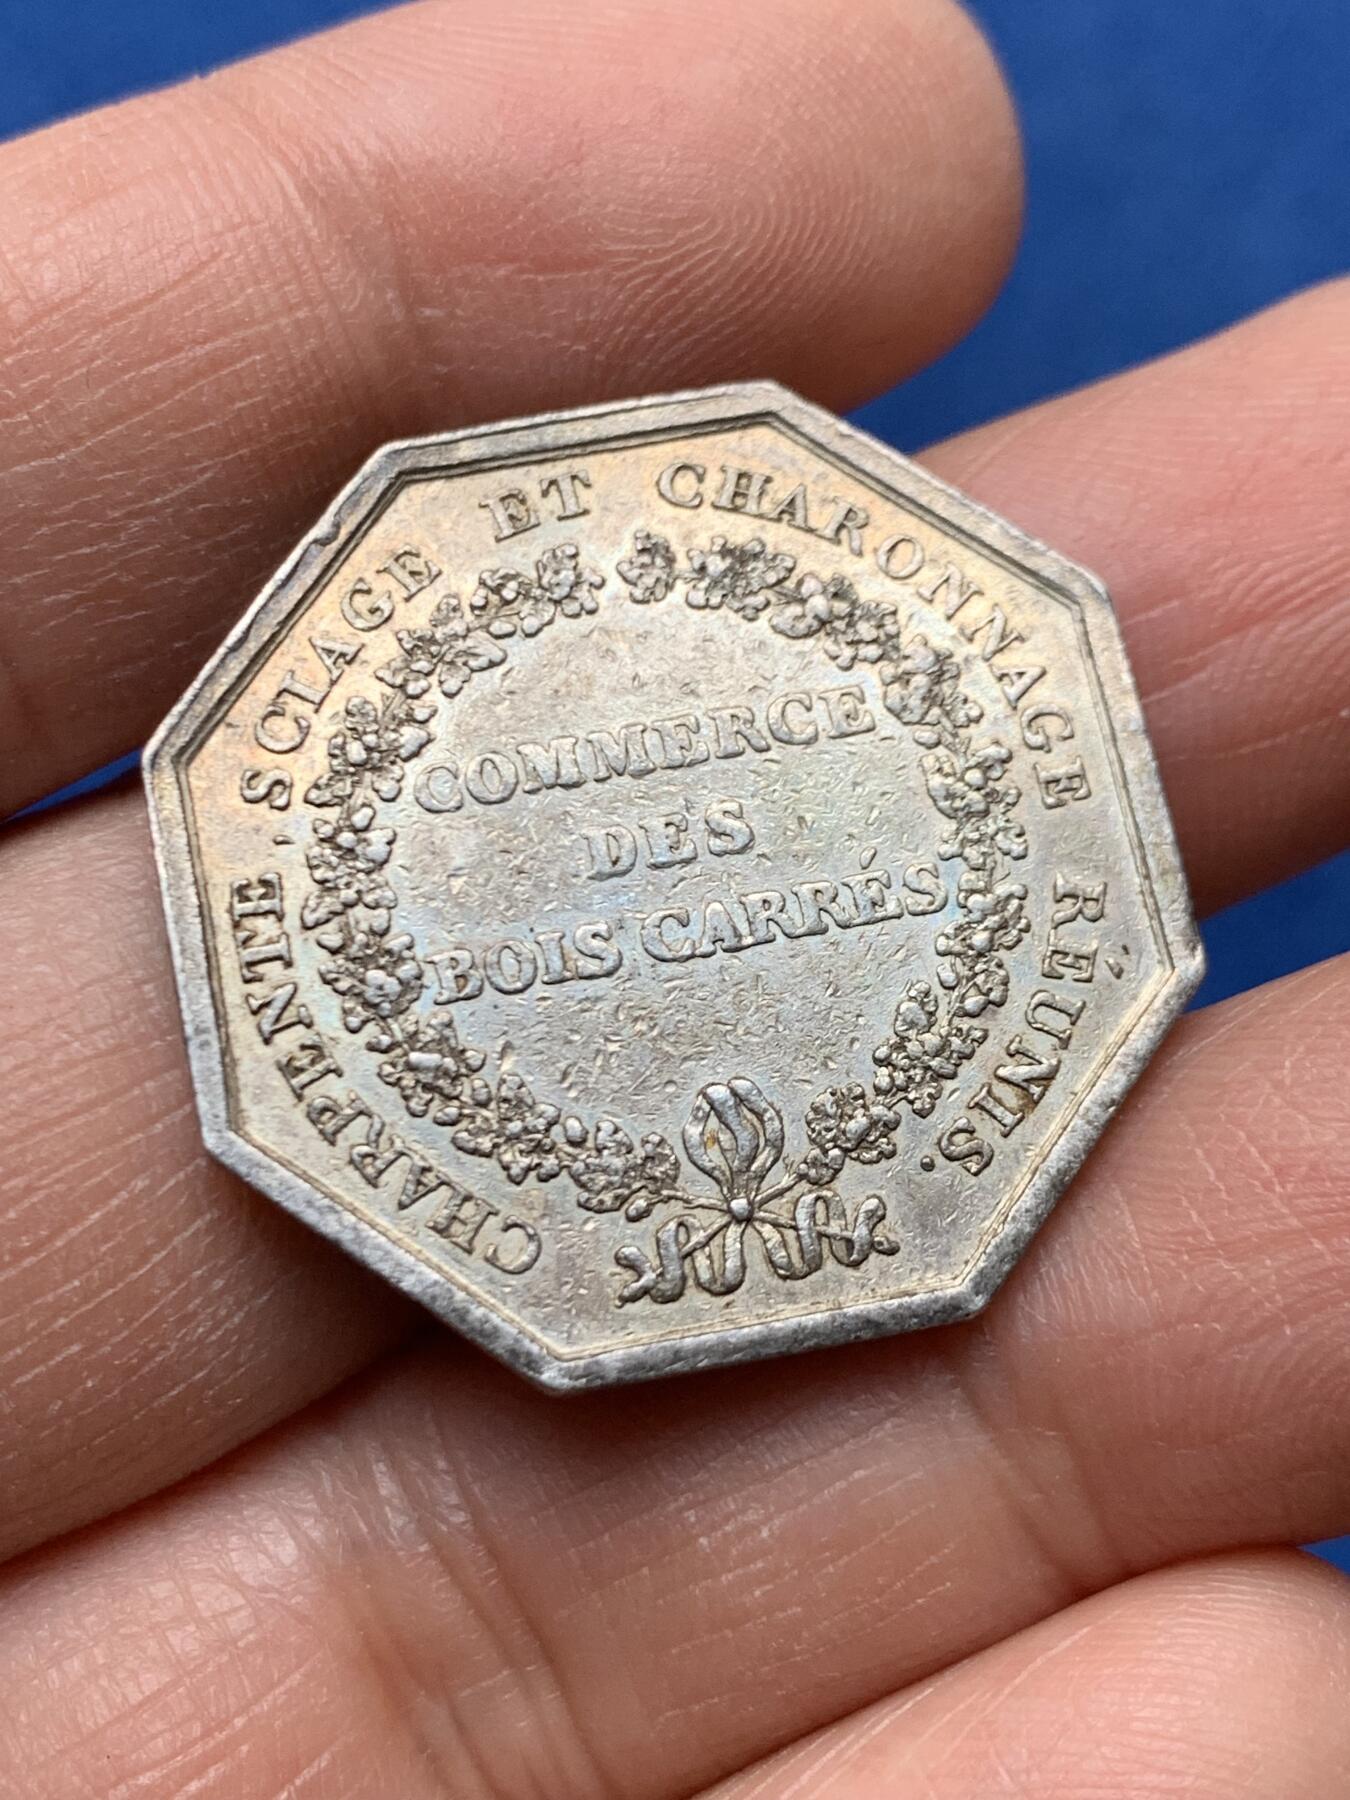 CHARPENTE, SCIAGE ET CHARONNAGE RÉUNIS.
COMMERCE
DES
BOIS CARRÉS